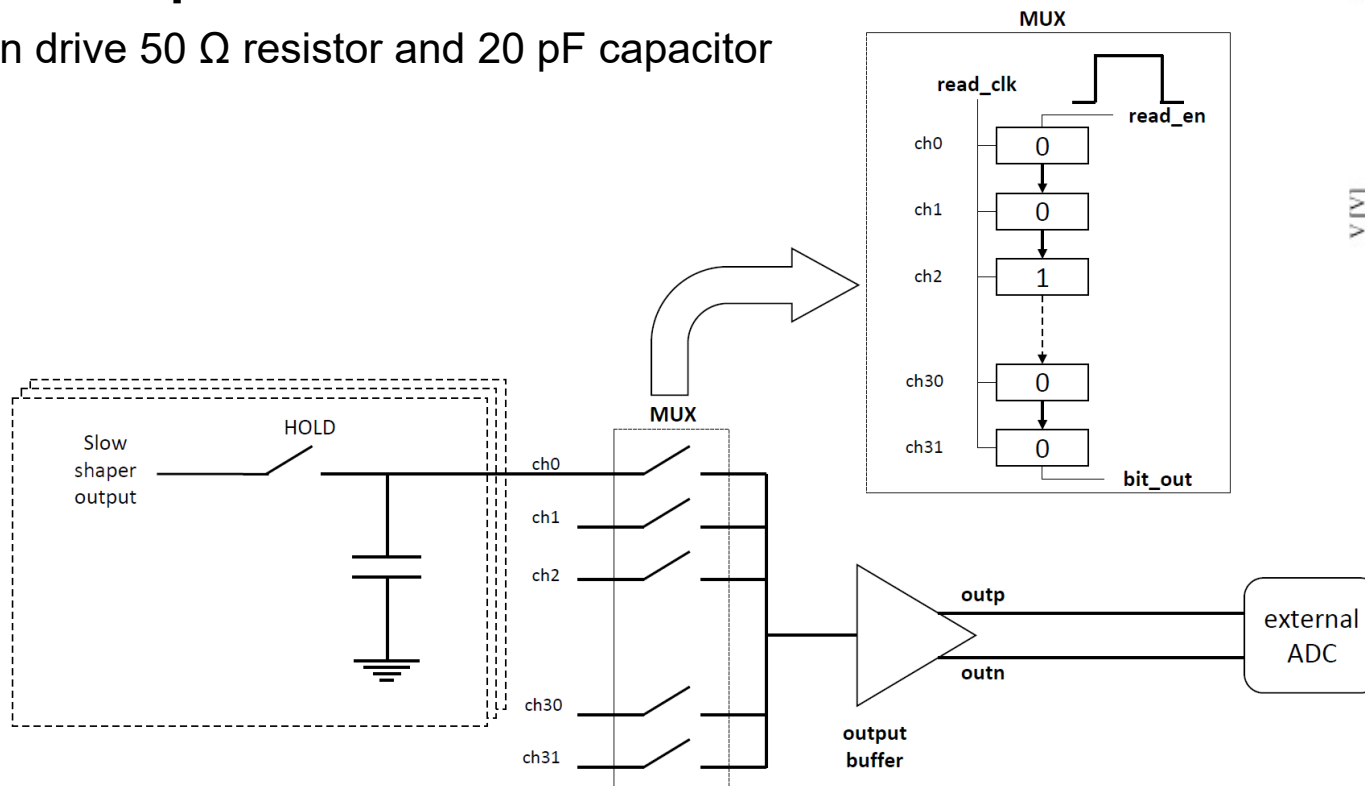 n drive 50 Ω resistor and 20 pF capacitor
MUX
read_clk
read_en
ch0
0
ch1
0
ch2
1
ch30
0
ch31
0
bit_out
V [V]
MUX
HOLD
Slow
shaper
output
ch0
ch1
ch2
ch30
ch31
outp
outn
output
buffer
external
ADC